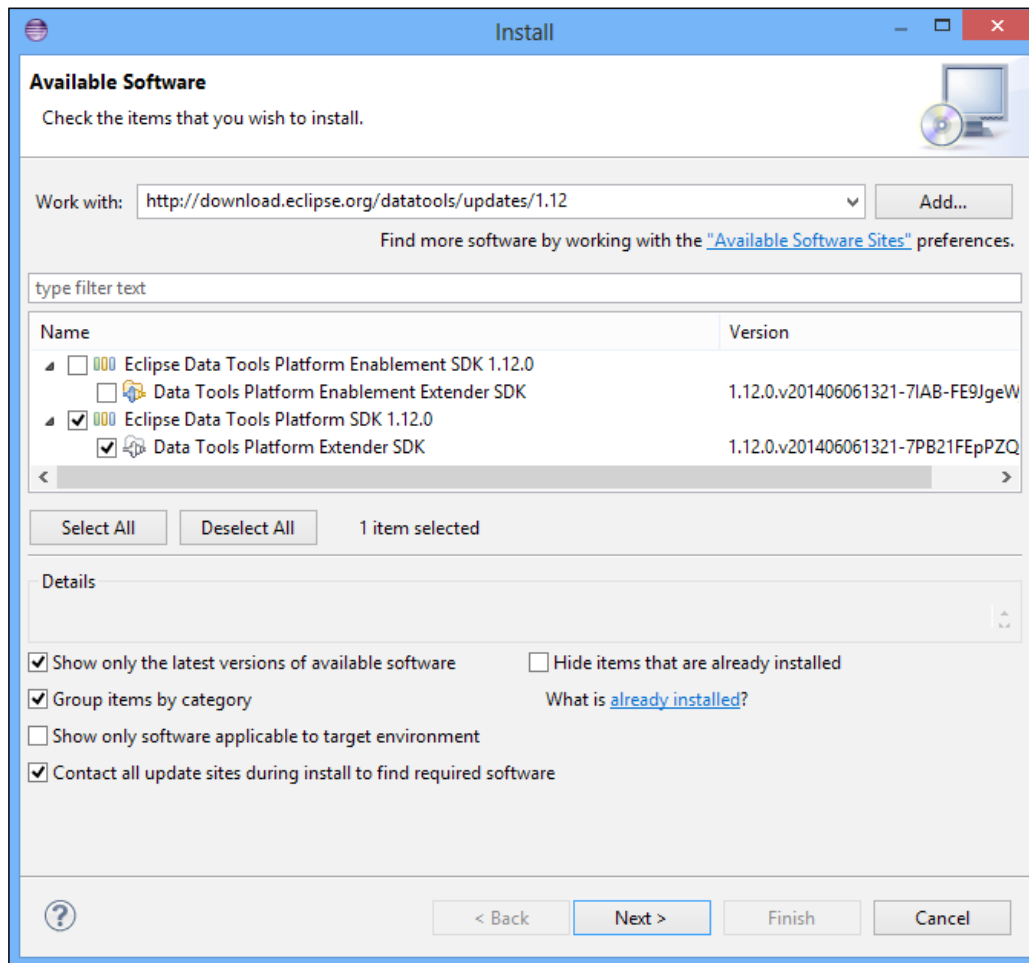 Install
Available Software
Check the items that you wish to install.
Work with: http://download.eclipse.org/datatools/updates/1.12 Add...
Find more software by working with the "Available Software Sites" preferences.
type filter text
Name Version
Eclipse Data Tools Platform Enablement SDK 1.12.0
Data Tools Platform Enablement Extender SDK 1.12.0.v201406061321-7IAB-FE9JgeW
Eclipse Data Tools Platform SDK 1.12.0
Data Tools Platform Extender SDK 1.12.0.v201406061321-7PB21FEpPZQ
Select All Deselect All 1 item selected
Details
Show only the latest versions of available software Hide items that are already installed
Group items by category What is already installed?
Show only software applicable to target environment
Contact all update sites during install to find required software
? < Back Next > Finish Cancel